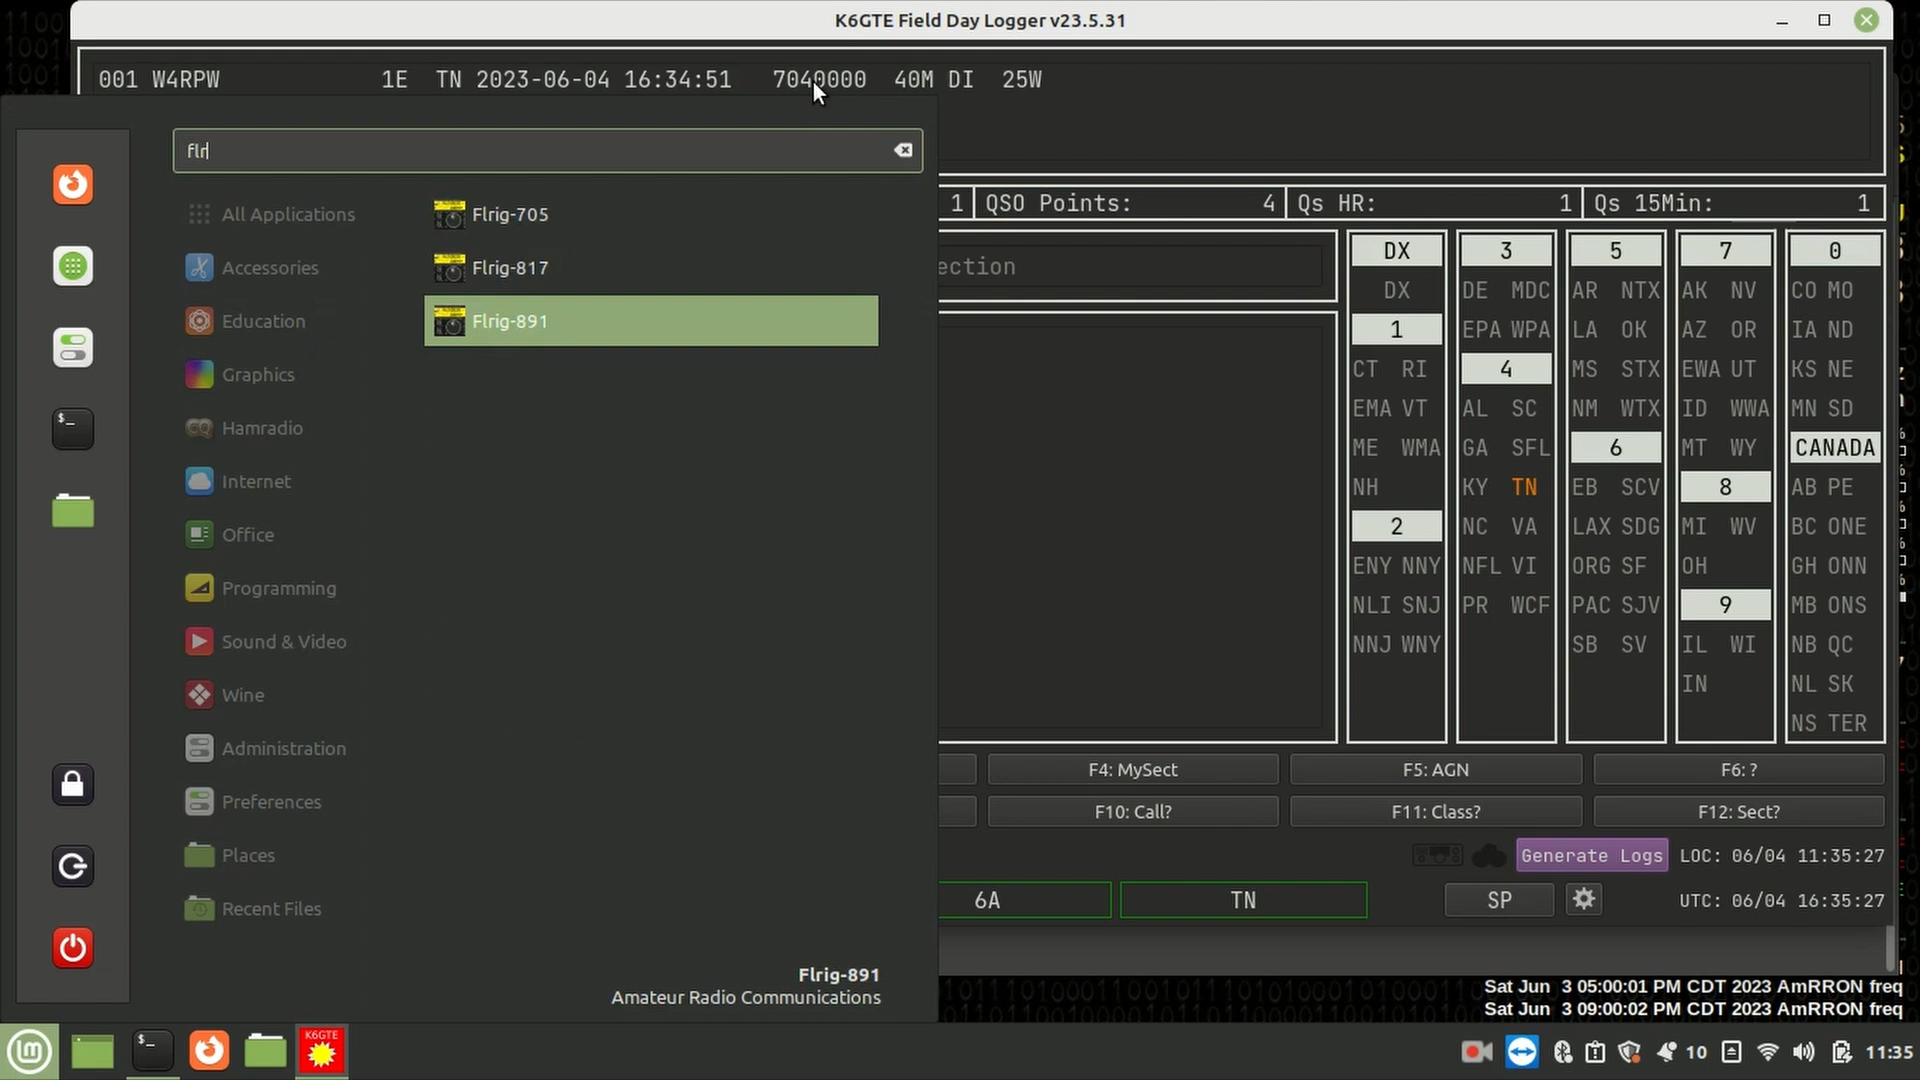 K6GTE Field Day Logger v23.5.31
001 W4RPW 1E TN 2023-06-04 16:34:51 7040000 40M DI 25W
flr
All Applications
Accessories
Education
Graphics
Hamradio
Internet
Office
Programming
Sound & Video
Wine
Administration
Preferences
Places
Recent Files
Flrig-705
Flrig-817
Flrig-891
Flrig-891
Amateur Radio Communications
1 QSO Points: 4 Qs HR: 1 Qs 15Min: 1
ection
DX
DX
1
CT RI
EMA VT
ME WMA
NH
2
ENY NNY
NLI SNJ
NNJ WNY
3
DE MDC
EPA WPA
4
AL SC
GA SFL
KY TN
NC VA
NFL VI
PR WCF
5
AR NTX
LA OK
MS STX
NM WTX
6
EB SCV
LAX SDG
ORG SF
PAC SJV
SB SV
7
AK NV
AZ OR
EWA UT
ID WWA
MT WY
8
MI WV
OH
9
IL WI
IN
0
CO MO
IA ND
KS NE
MN SD
CANADA
AB PE
BC ONE
GH ONN
MB ONS
NB QC
NL SK
NS TER
F4: MySect F5: AGN F6: ?
F10: Call? F11: Class? F12: Sect?
Generate Logs LOC: 06/04 11:35:27
6A TN SP UTC: 06/04 16:35:27
Sat Jun 3 05:00:01 PM CDT 2023 AmRRON freq
Sat Jun 3 09:00:02 PM CDT 2023 AmRRON freq
K6GTE
10 11:35